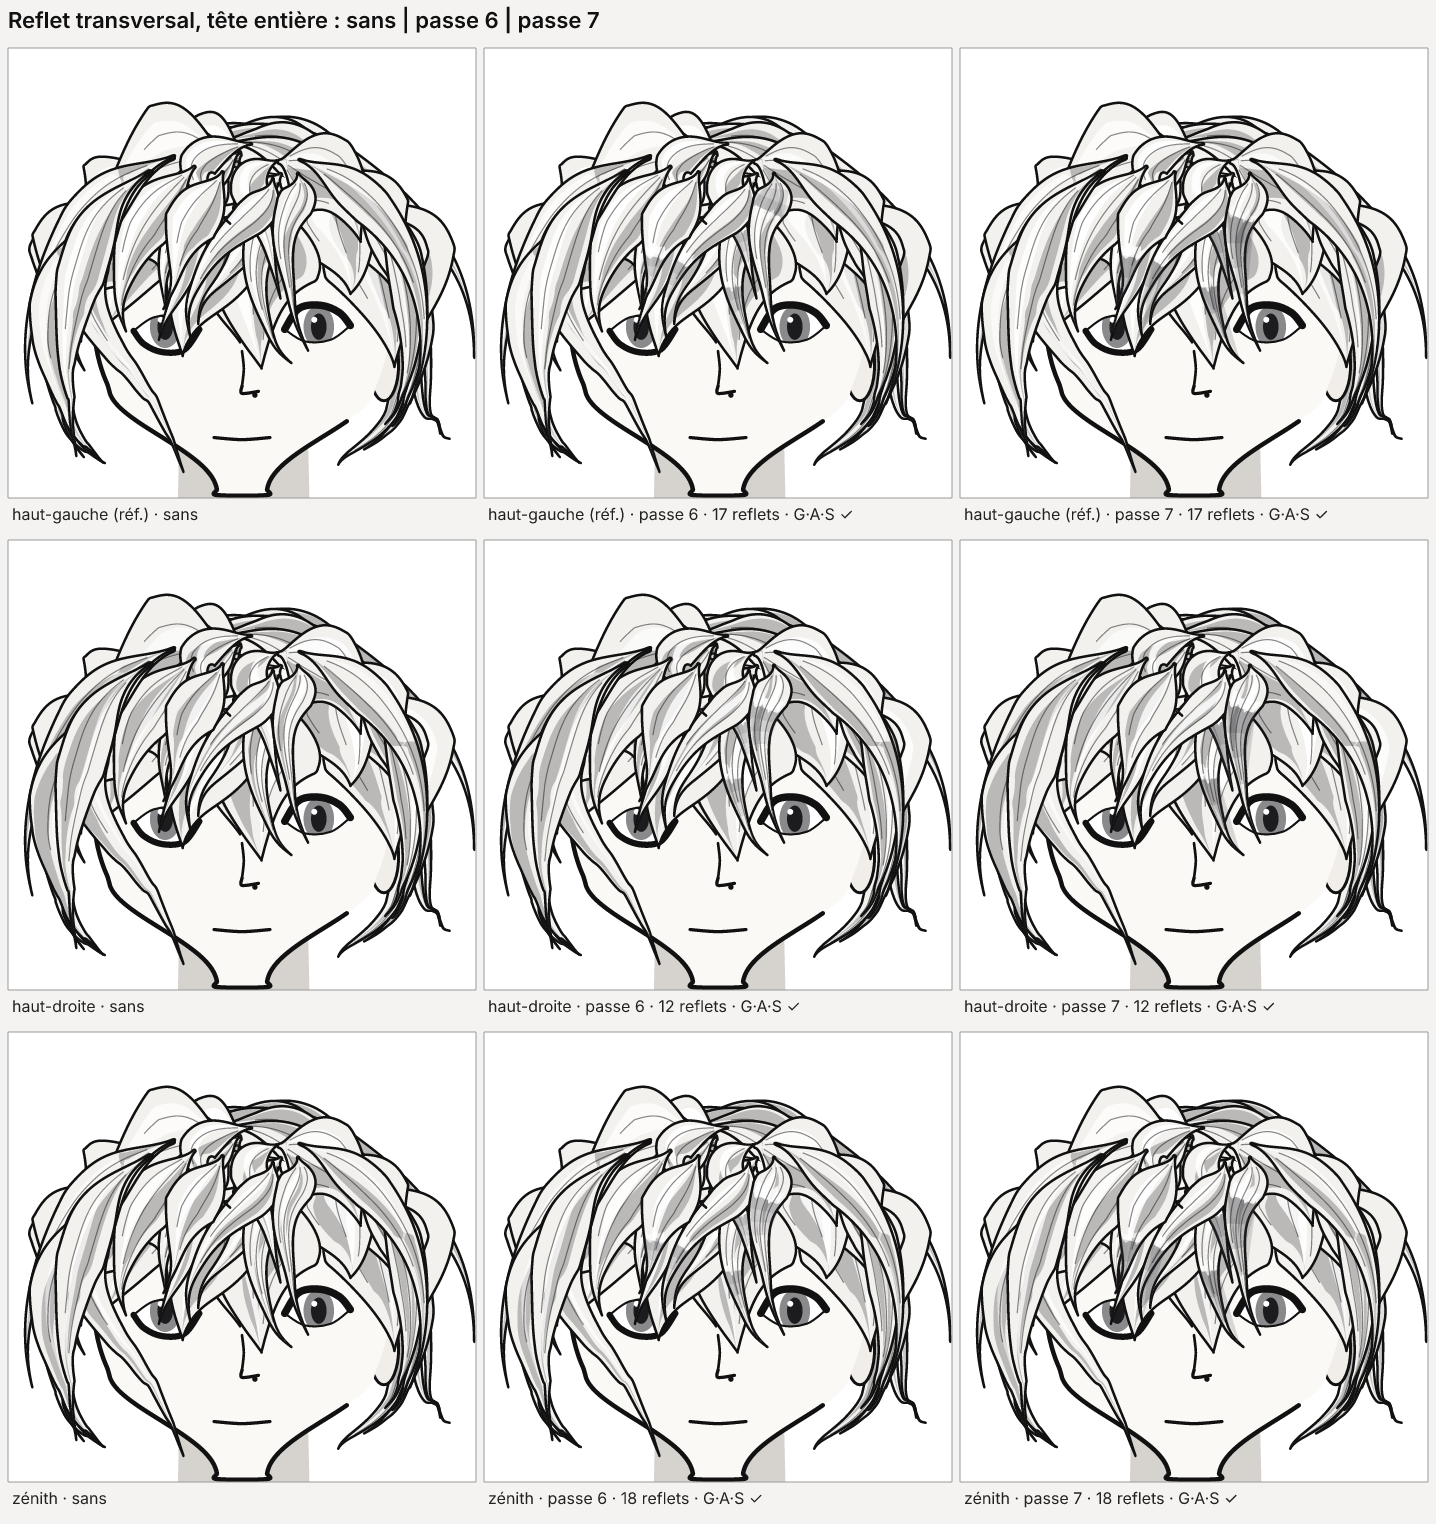 Reflet transversal, tête entière : sans | passe 6 | passe 7
haut-gauche (réf.) · sans
haut-gauche (réf.) · passe 6 · 17 reflets · G·A·S ✓
haut-gauche (réf.) · passe 7 · 17 reflets · G·A·S ✓
haut-droite · sans
haut-droite · passe 6 · 12 reflets · G·A·S ✓
haut-droite · passe 7 · 12 reflets · G·A·S ✓
zénith · sans
zénith · passe 6 · 18 reflets · G·A·S ✓
zénith · passe 7 · 18 reflets · G·A·S ✓